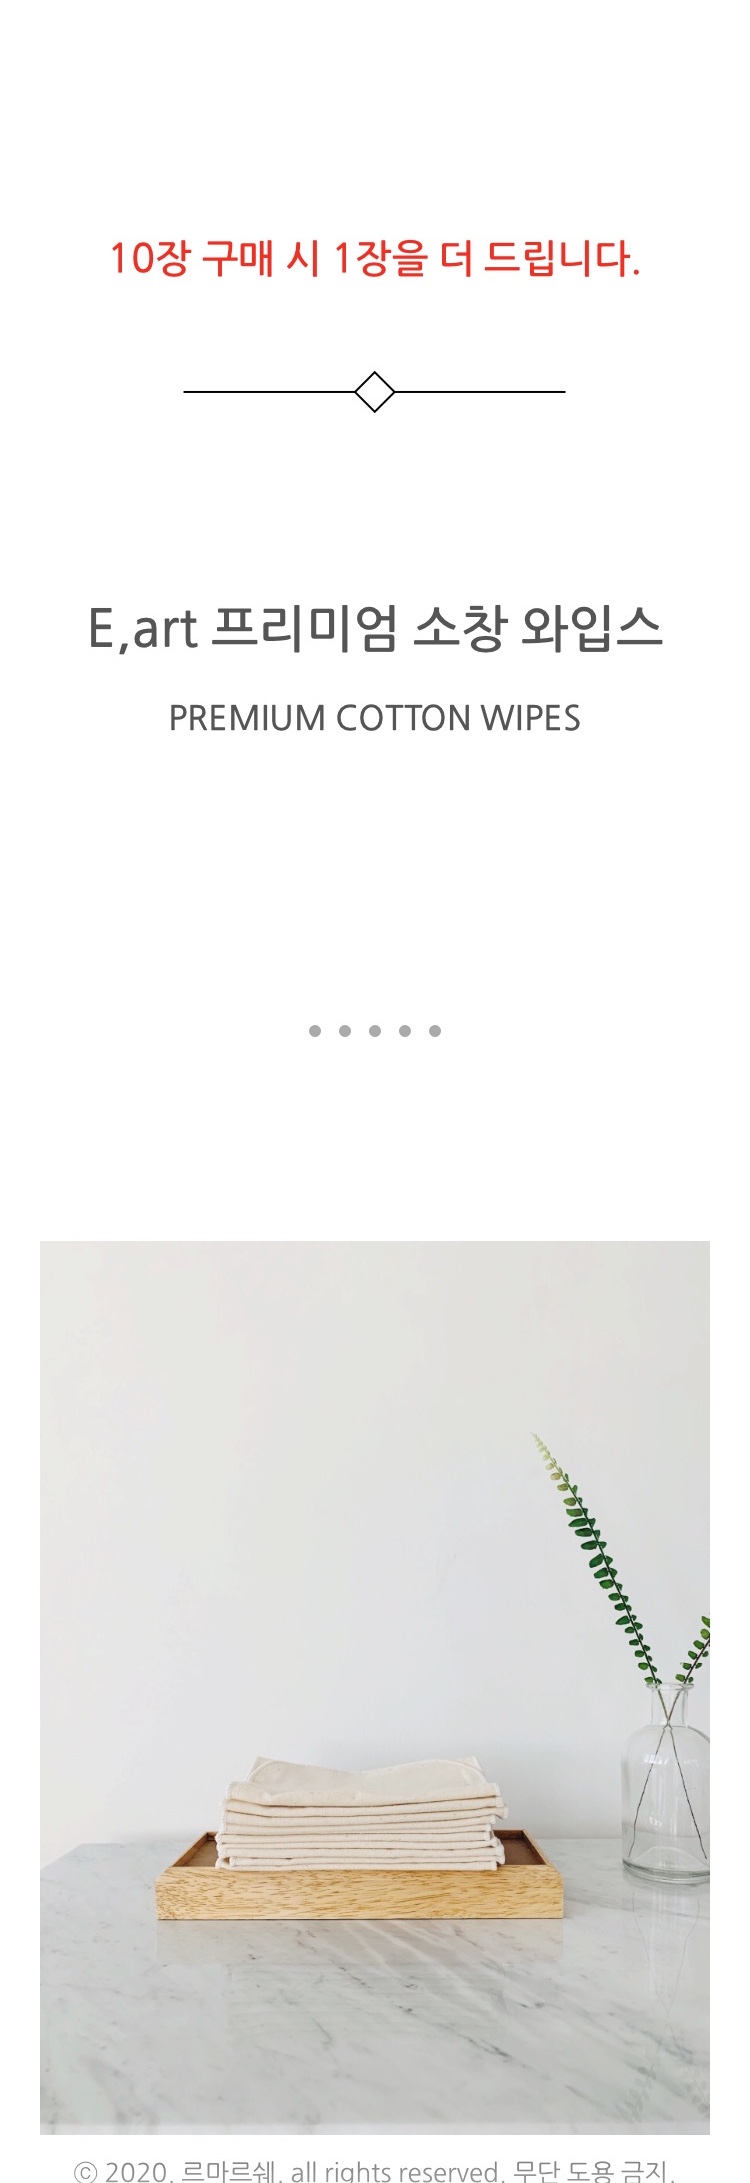 10장 구매 시 1장을 더 드립니다.
E,art 프리미엄 소창 와입스
PREMIUM COTTON WIPES
ⓒ 2020. 르마르쉐. all rights reserved. 무단 도용 금지.